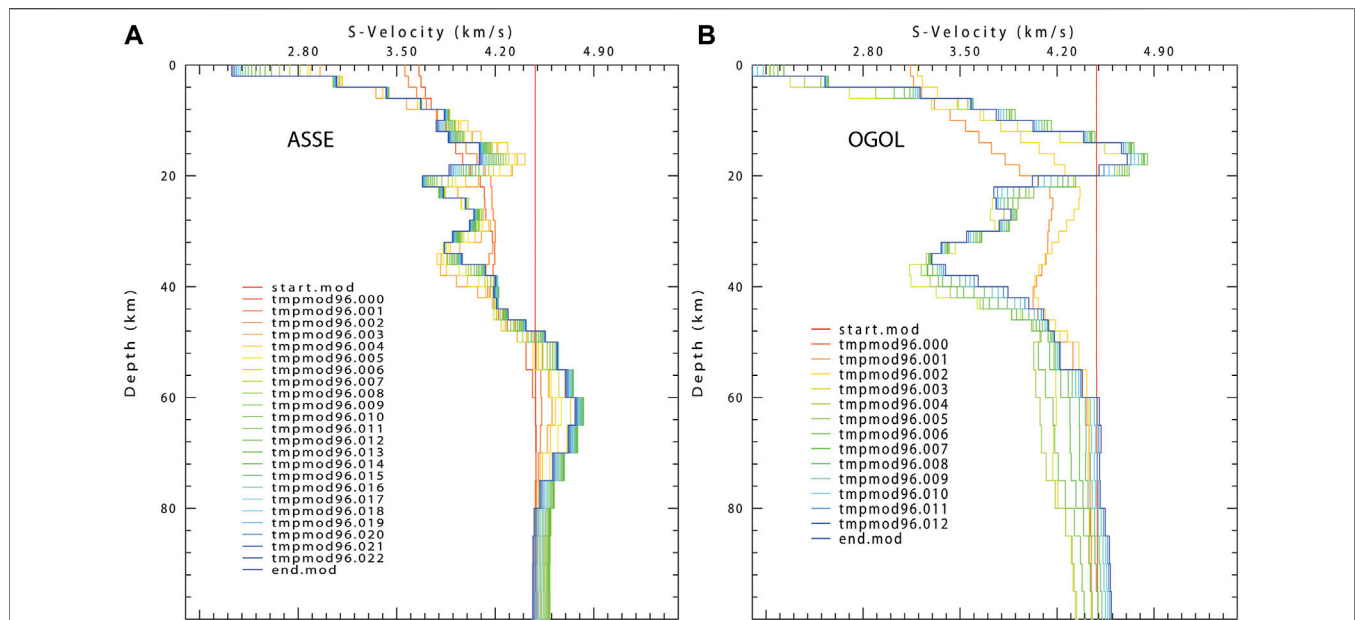 A
S-Velocity (km/s)
2.80 3.50 4.20 4.90
0
20
40
60
80
Depth (km)
ASSE
start.mod
tmpmod96.000
tmpmod96.001
tmpmod96.002
tmpmod96.003
tmpmod96.004
tmpmod96.005
tmpmod96.006
tmpmod96.007
tmpmod96.008
tmpmod96.009
tmpmod96.010
tmpmod96.011
tmpmod96.012
tmpmod96.013
tmpmod96.014
tmpmod96.015
tmpmod96.016
tmpmod96.017
tmpmod96.018
tmpmod96.019
tmpmod96.020
tmpmod96.021
tmpmod96.022
end.mod
B
S-Velocity (km/s)
2.80 3.50 4.20 4.90
0
20
40
60
80
Depth (km)
OGOL
start.mod
tmpmod96.000
tmpmod96.001
tmpmod96.002
tmpmod96.003
tmpmod96.004
tmpmod96.005
tmpmod96.006
tmpmod96.007
tmpmod96.008
tmpmod96.009
tmpmod96.010
tmpmod96.011
tmpmod96.012
end.mod